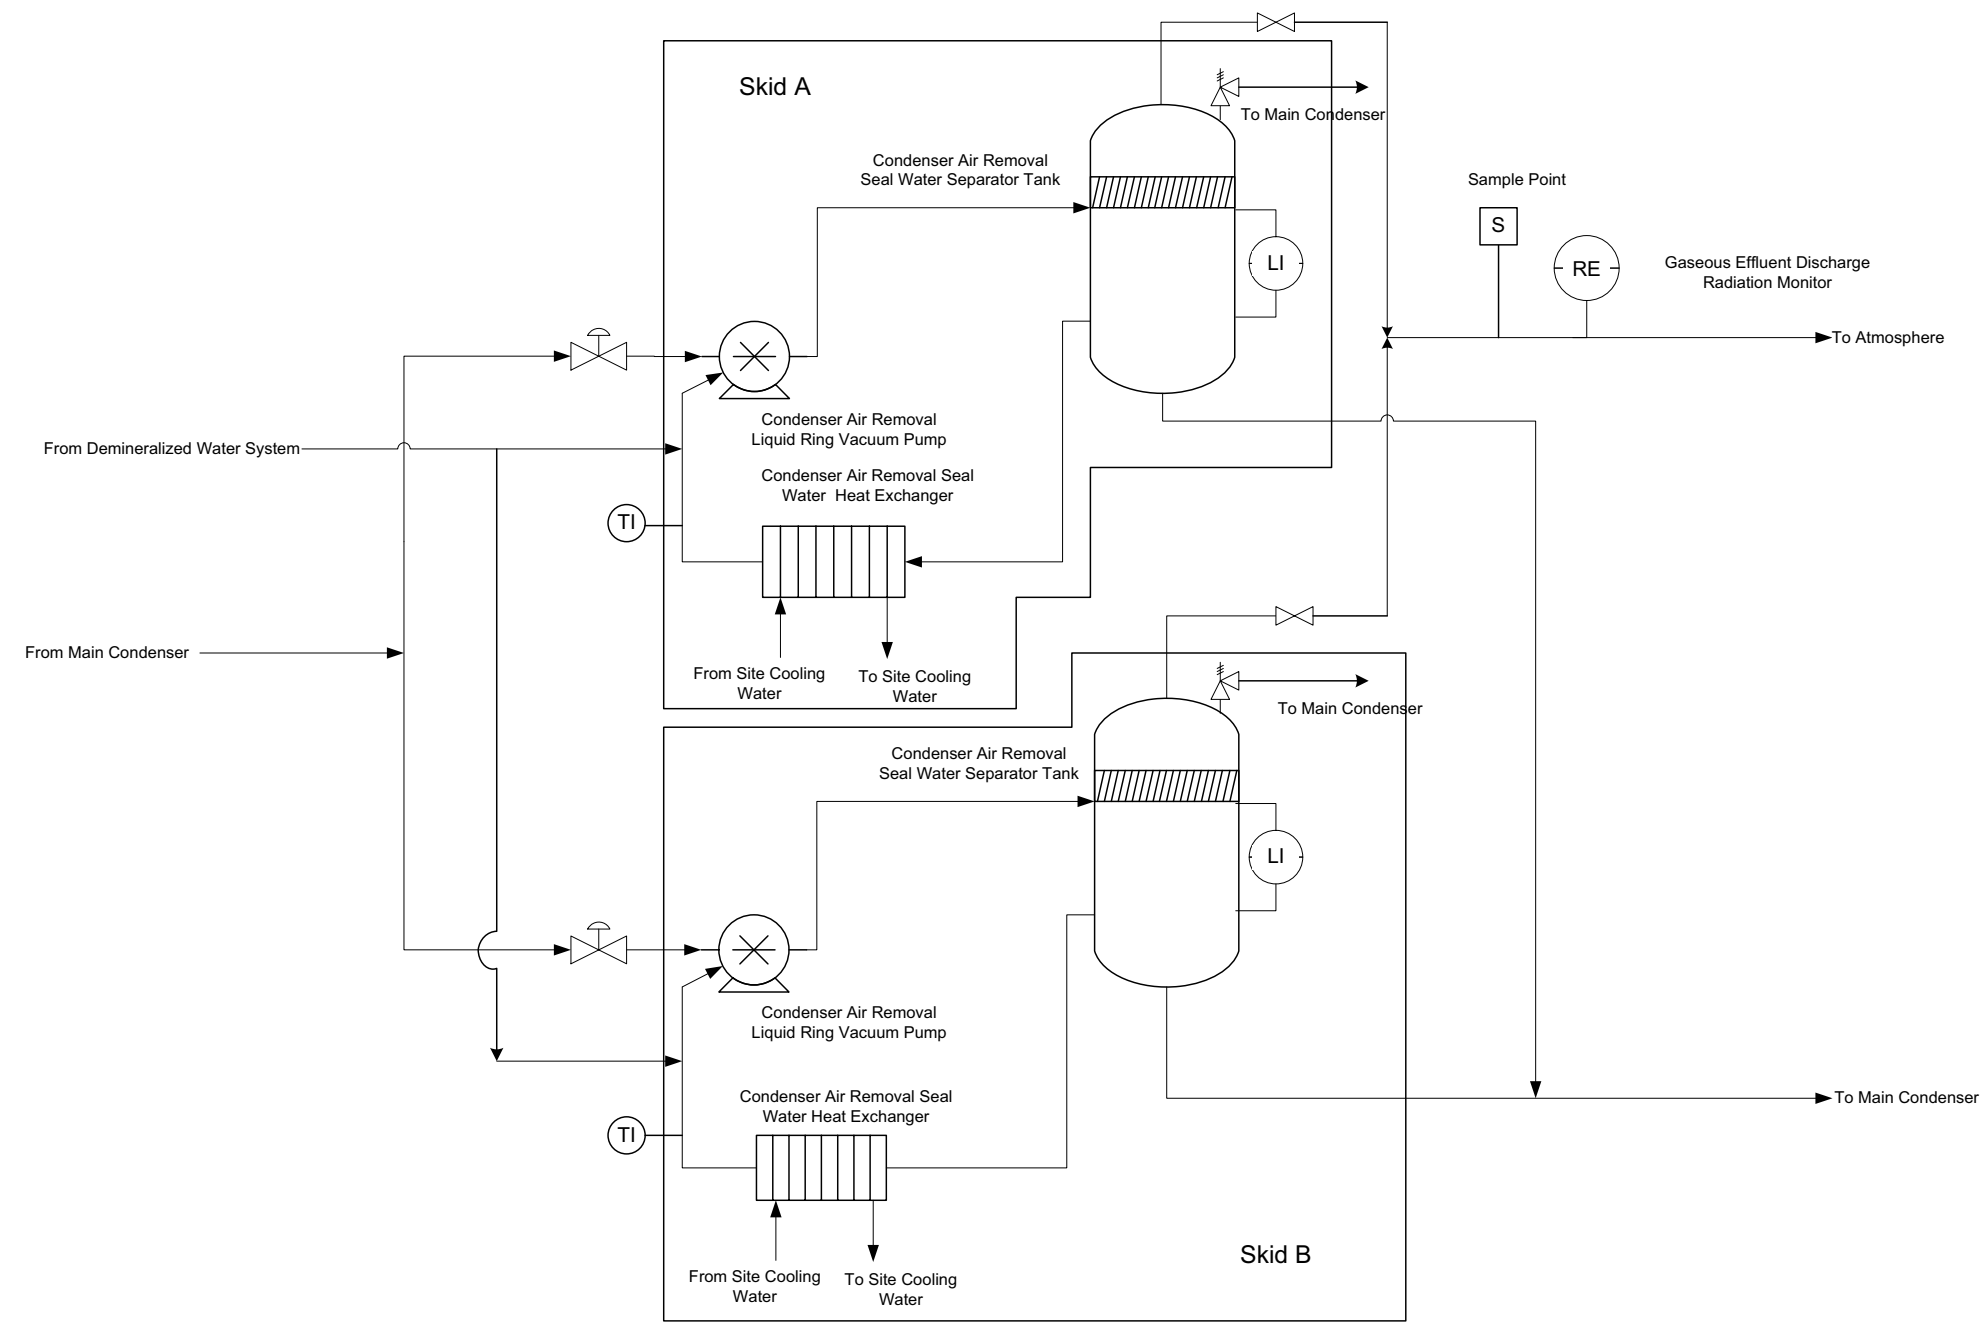 Skid A
To Main Condenser
Condenser Air Removal
Seal Water Separator Tank
Sample Point
S
LI
RE
Gaseous Effluent Discharge
Radiation Monitor
To Atmosphere
Condenser Air Removal
Liquid Ring Vacuum Pump
From Demineralized Water System
Condenser Air Removal Seal
Water  Heat Exchanger
TI
From Main Condenser
From Site Cooling
Water
To Site Cooling
Water
To Main Condenser
Condenser Air Removal
Seal Water Separator Tank
LI
Condenser Air Removal
Liquid Ring Vacuum Pump
Condenser Air Removal Seal
Water Heat Exchanger
To Main Condenser
TI
Skid B
From Site Cooling
Water
To Site Cooling
Water